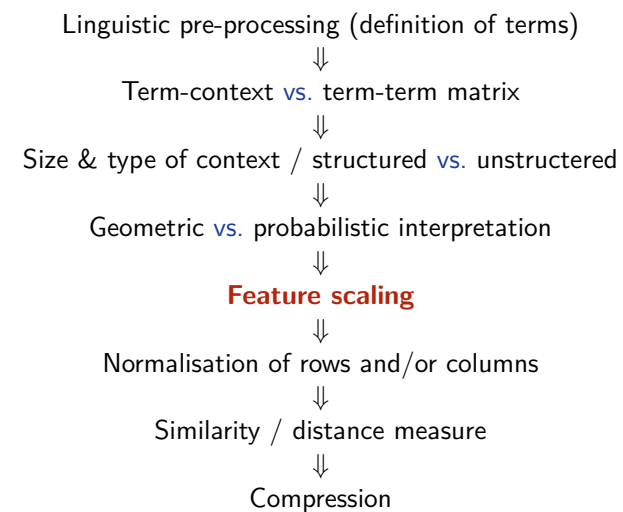 Linguistic pre-processing (definition of terms)
⇓
Term-context vs. term-term matrix
⇓
Size & type of context / structured vs. unstructered
⇓
Geometric vs. probabilistic interpretation
⇓
Feature scaling
⇓
Normalisation of rows and/or columns
⇓
Similarity / distance measure
⇓
Compression